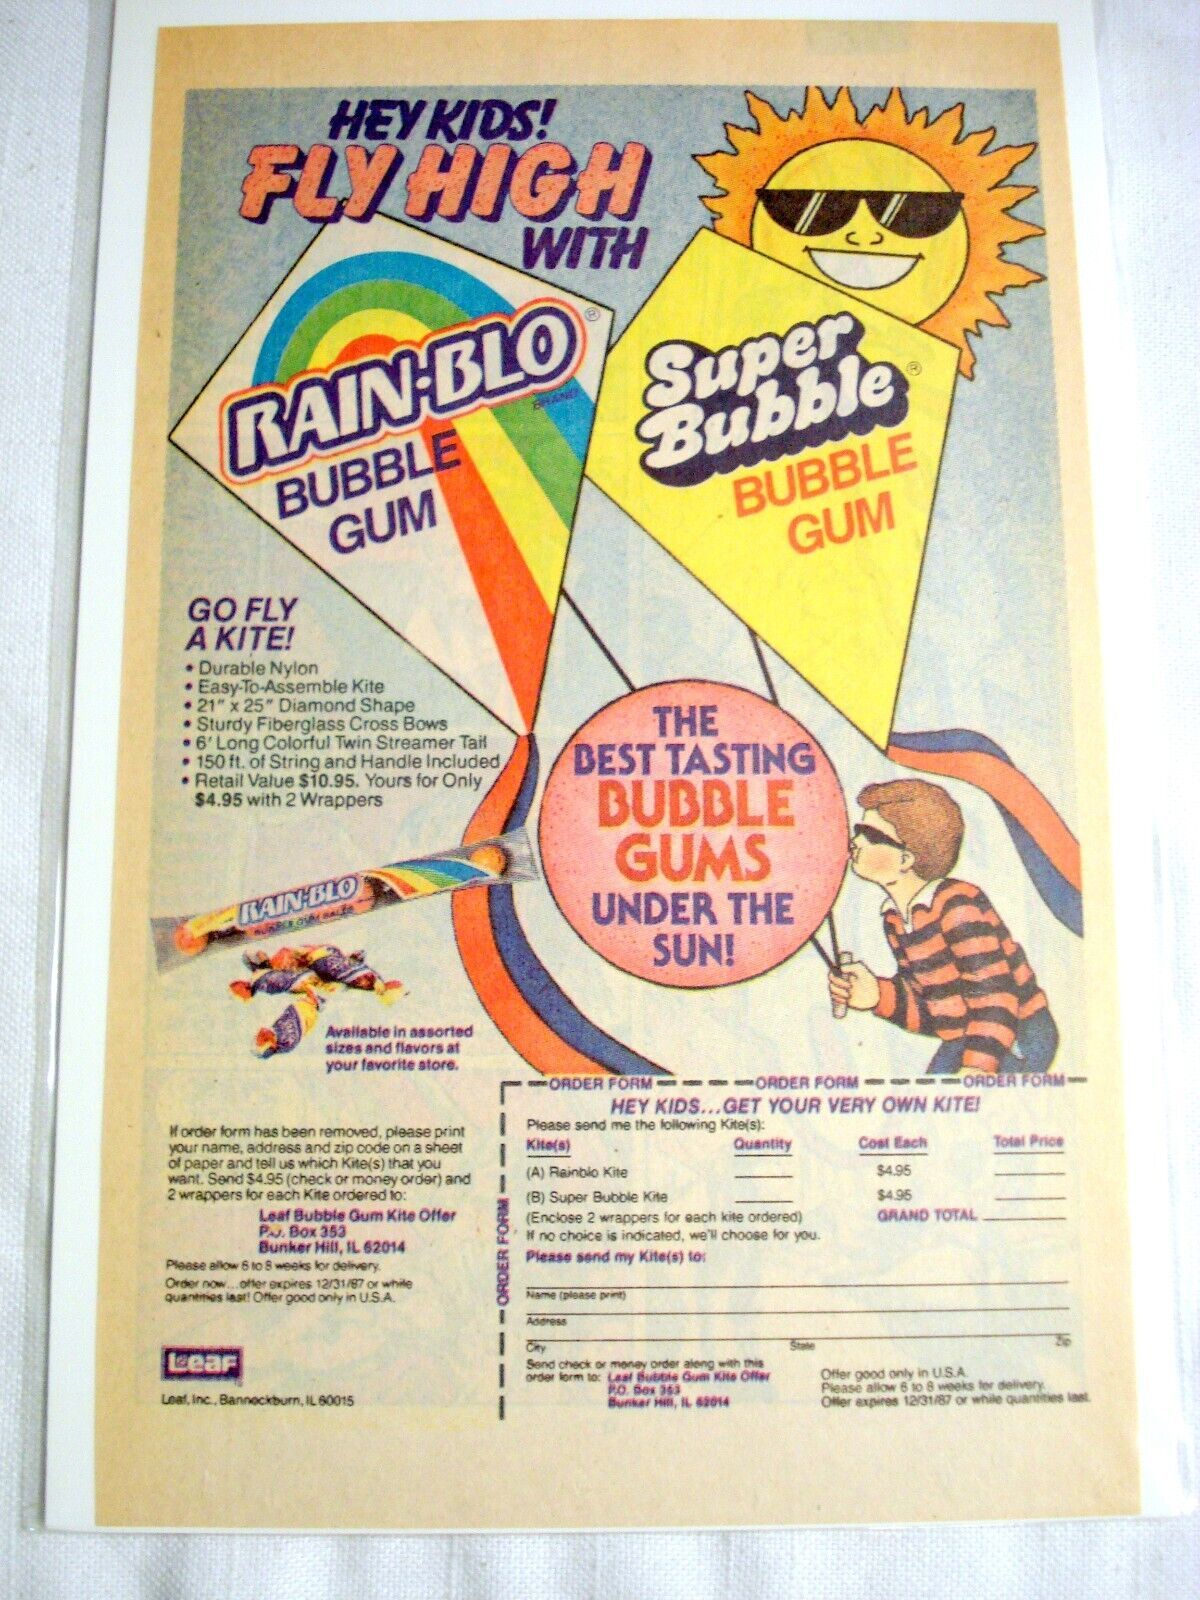 HEY KIDS!
FLY HIGH
WITH
RAIN·BLO®
BRAND
BUBBLE
GUM
Super
Bubble®
BUBBLE
GUM
GO FLY
A KITE!
• Durable Nylon
• Easy-To-Assemble Kite
• 21" x 25" Diamond Shape
• Sturdy Fiberglass Cross Bows
• 6' Long Colorful Twin Streamer Tail
• 150 ft. of String and Handle Included
• Retail Value $10.95. Yours for Only
$4.95 with 2 Wrappers
THE
BEST TASTING
BUBBLE
GUMS
UNDER THE
SUN!
RAIN·BLO
BUBBLE GUM BALLS
Available in assorted
sizes and flavors at
your favorite store.
If order form has been removed, please print
your name, address and zip code on a sheet
of paper and tell us which Kite(s) that you
want. Send $4.95 (check or money order) and
2 wrappers for each Kite ordered to:
Leaf Bubble Gum Kite Offer
P.O. Box 353
Bunker Hill, IL 62014
Please allow 6 to 8 weeks for delivery.
Order now...offer expires 12/31/87 or while
quantities last! Offer good only in U.S.A.
Leaf
Leaf, Inc., Bannockburn, IL 60015
ORDER FORM ORDER FORM ORDER FORM
ORDER FORM
HEY KIDS...GET YOUR VERY OWN KITE!
Please send me the following Kite(s):
Kite(s) Quantity Cost Each Total Price
(A) Rainblo Kite $4.95
(B) Super Bubble Kite $4.95
(Enclose 2 wrappers for each kite ordered) GRAND TOTAL
If no choice is indicated, we'll choose for you.
Please send my Kite(s) to:
Name (please print)
Address
City State Zip
Send check or money order along with this
order form to: Leaf Bubble Gum Kite Offer
P.O. Box 353
Bunker Hill, IL 62014
Offer good only in U.S.A.
Please allow 6 to 8 weeks for delivery.
Offer expires 12/31/87 or while quantities last.